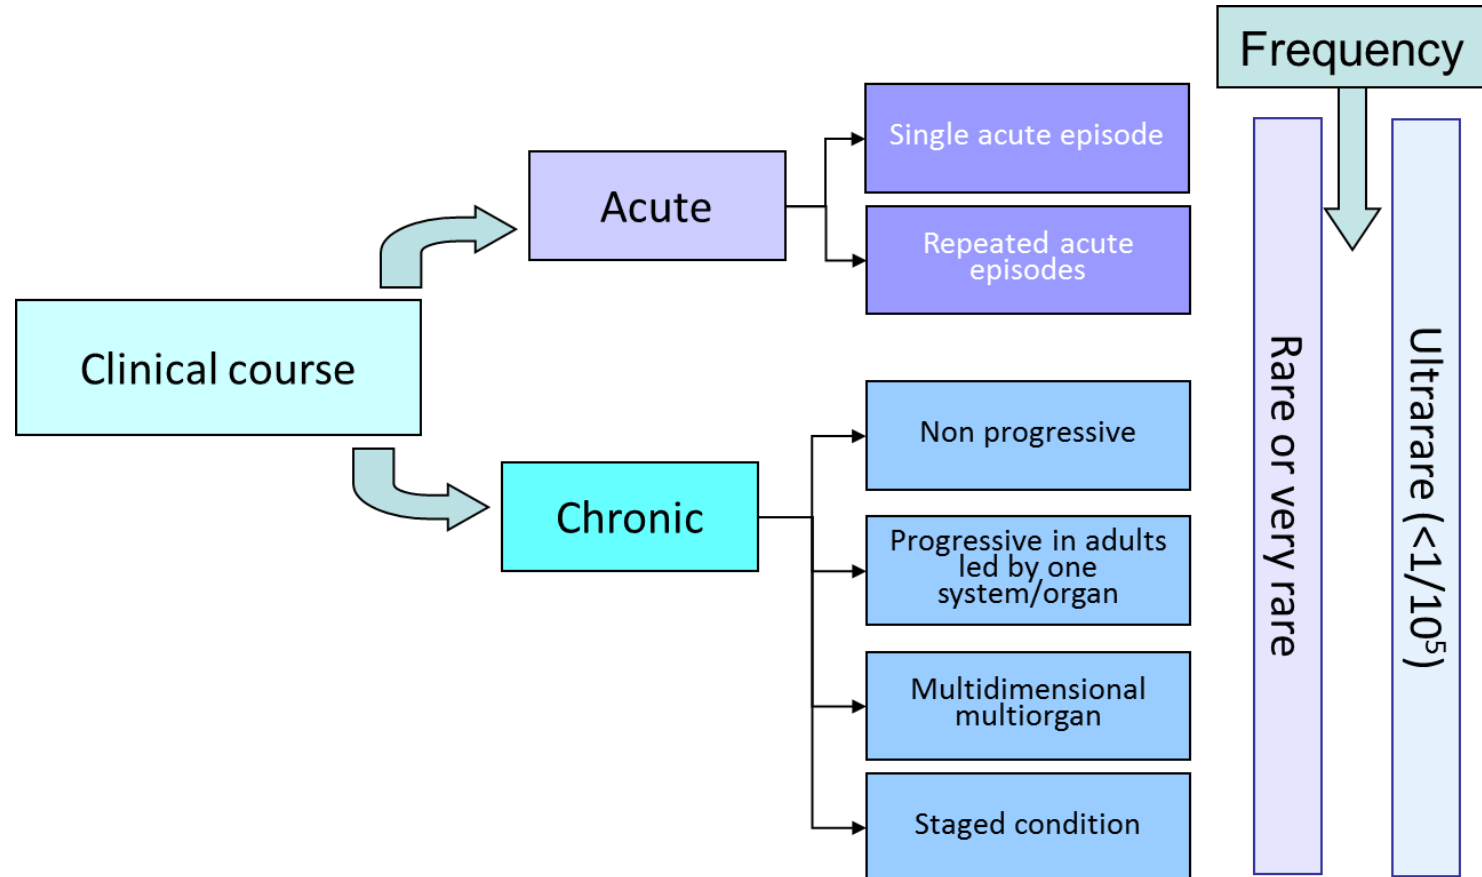 Frequency
Single acute episode
Acute
Repeated acute
episodes
Clinical course
Non progressive
Chronic
Progressive in adults
led by one
system/organ
Multidimensional
multiorgan
Staged condition
Rare or very rare
Ultrarare (<1/10⁵)